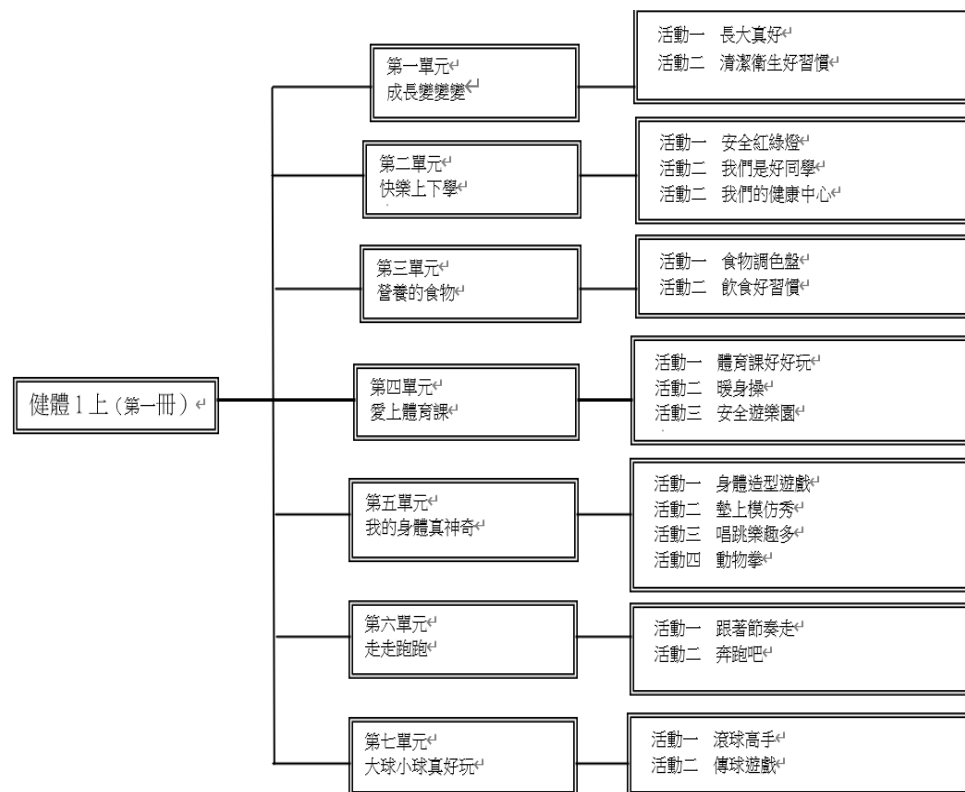 健體1上（第一冊）
第一單元
成長變變變
活動一 長大真好
活動二 清潔衛生好習慣
第二單元
快樂上下學
活動一 安全紅綠燈
活動二 我們是好同學
活動二 我們的健康中心
第三單元
營養的食物
活動一 食物調色盤
活動二 飲食好習慣
第四單元
愛上體育課
活動一 體育課好好玩
活動二 暖身操
活動三 安全遊樂園
第五單元
我的身體真神奇
活動一 身體造型遊戲
活動二 墊上模仿秀
活動三 唱跳樂趣多
活動四 動物拳
第六單元
走走跑跑
活動一 跟著節奏走
活動二 奔跑吧
第七單元
大球小球真好玩
活動一 滾球高手
活動二 傳球遊戲